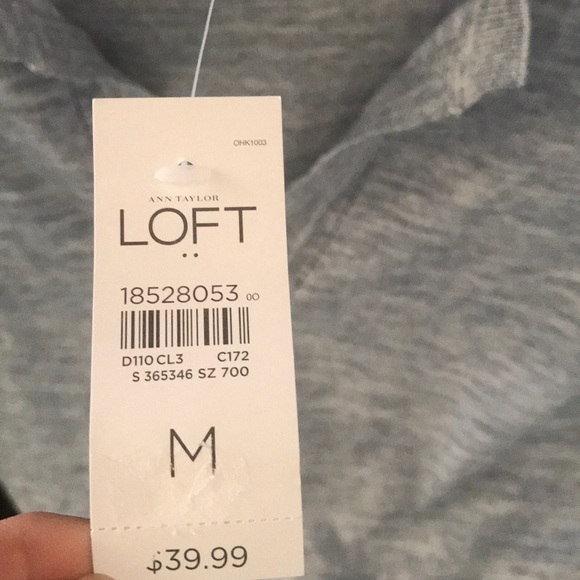 OHK1003
ANN TAYLOR
LOFT
18528053 00
D110 CL3 C172
S 365346 SZ 700
M
$39.99